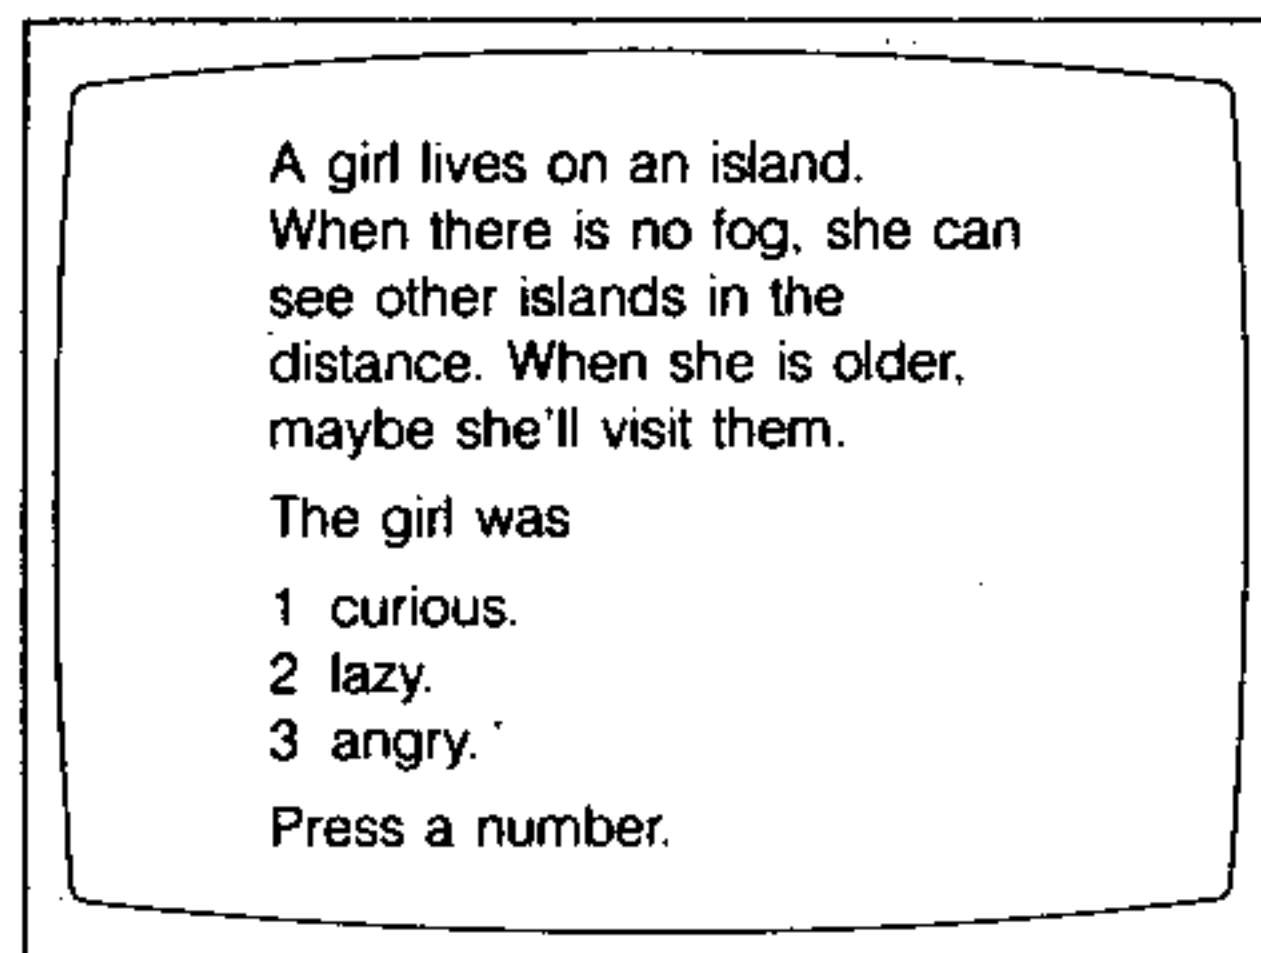 A girl lives on an island.
When there is no fog, she can
see other islands in the
distance. When she is older,
maybe she'll visit them.
The girl was
1 curious.
2 lazy.
3 angry.
Press a number.